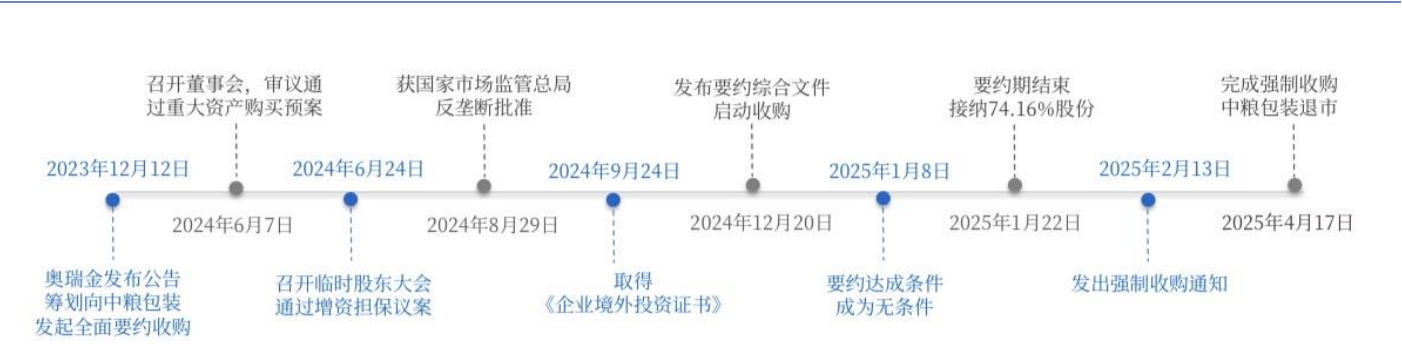 召开董事会，审议通
过重大资产购买预案
获国家市场监管总局
反垄断批准
发布要约综合文件
启动收购
要约期结束
接纳74.16%股份
完成强制收购
中粮包装退市
2023年12月12日
2024年6月24日
2024年9月24日
2025年1月8日
2025年2月13日
2024年6月7日
2024年8月29日
2024年12月20日
2025年1月22日
2025年4月17日
奥瑞金发布公告
筹划向中粮包装
发起全面要约收购
召开临时股东大会
通过增资担保议案
取得
《企业境外投资证书》
要约达成条件
成为无条件
发出强制收购通知